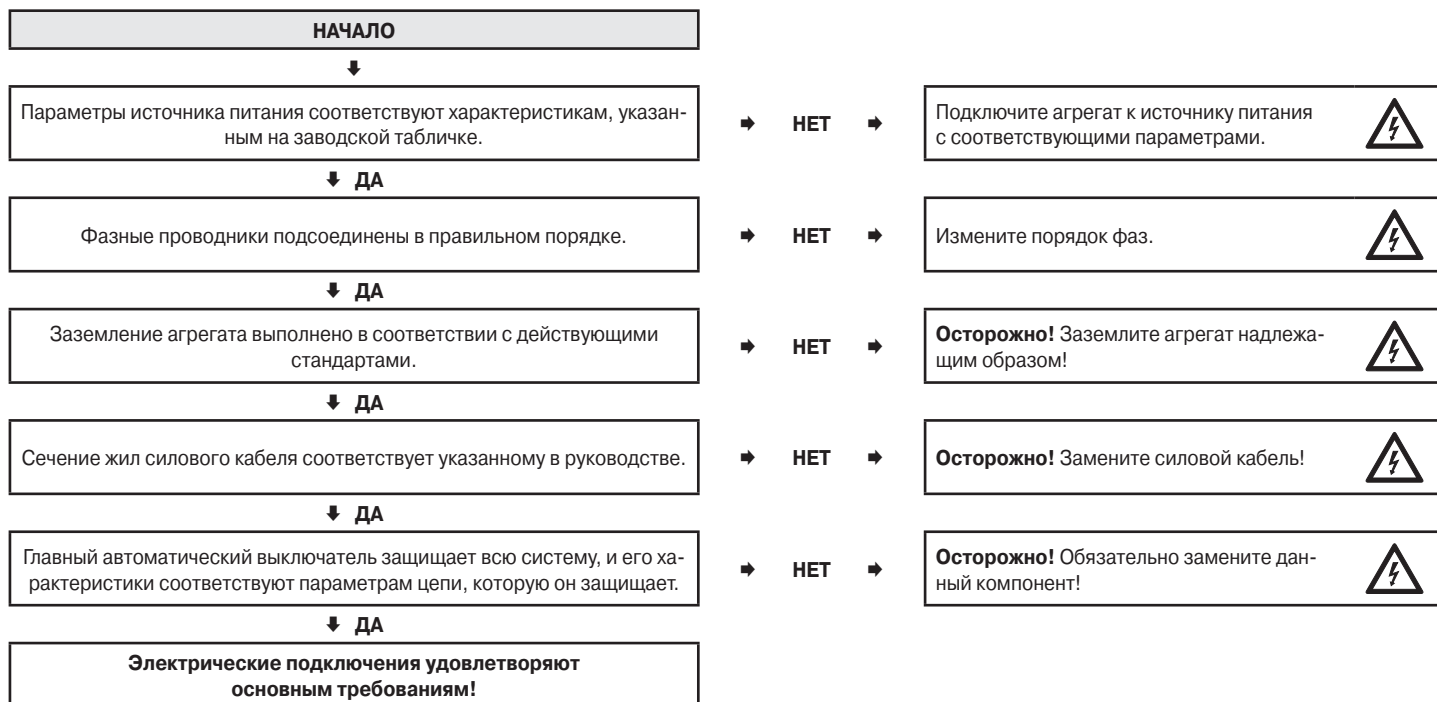 НАЧАЛО
Параметры источника питания соответствуют характеристикам, указан-
ным на заводской табличке.
НЕТ
Подключите агрегат к источнику питания
с соответствующими параметрами.
ДА
Фазные проводники подсоединены в правильном порядке.
НЕТ
Измените порядок фаз.
ДА
Заземление агрегата выполнено в соответствии с действующими
стандартами.
НЕТ
Осторожно! Заземлите агрегат надлежа-
щим образом!
ДА
Сечение жил силового кабеля соответствует указанному в руководстве.
НЕТ
Осторожно! Замените силовой кабель!
ДА
Главный автоматический выключатель защищает всю систему, и его ха-
рактеристики соответствуют параметрам цепи, которую он защищает.
НЕТ
Осторожно! Обязательно замените дан-
ный компонент!
ДА
Электрические подключения удовлетворяют
основным требованиям!